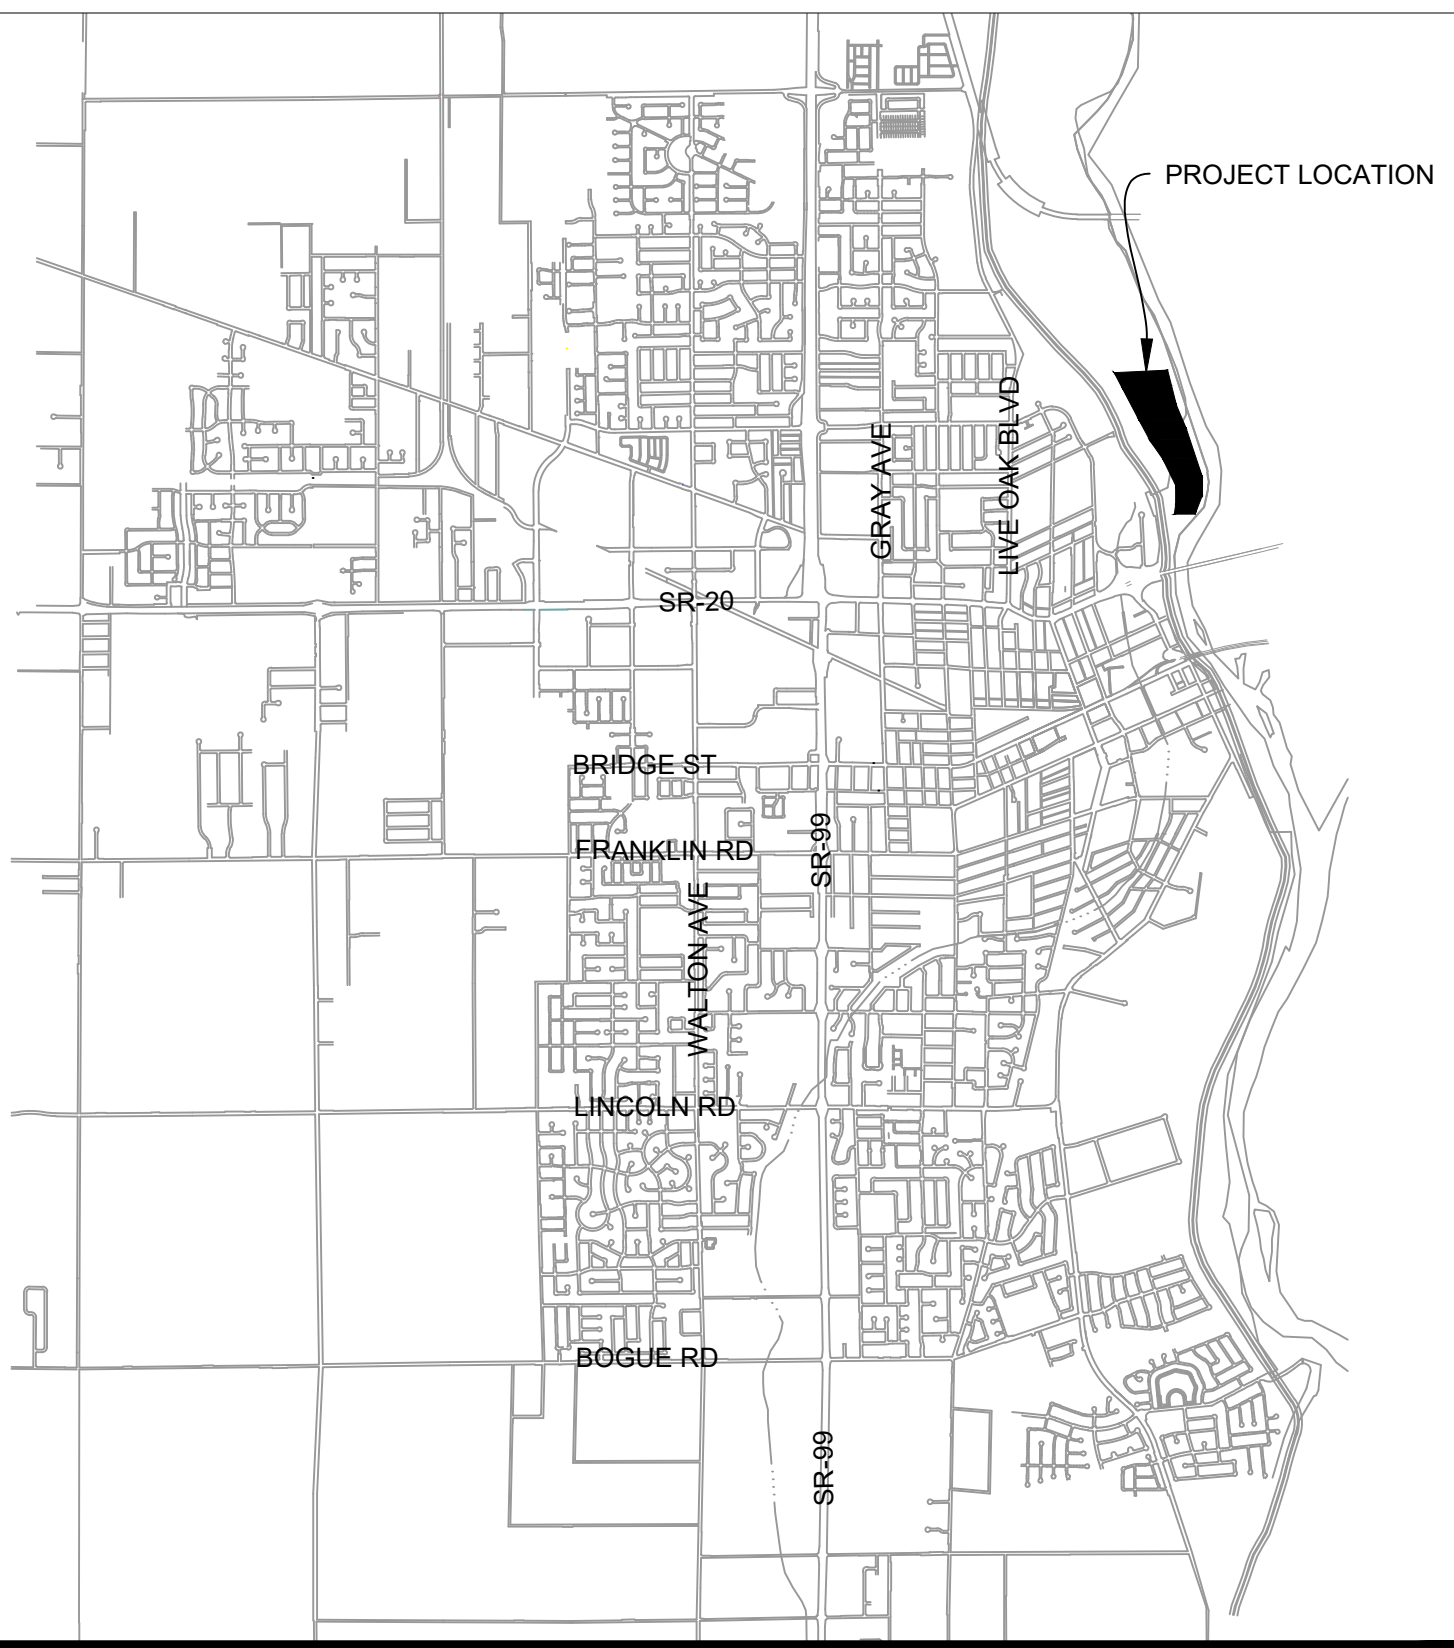 PROJECT LOCATION
GRAY AVE
LIVE OAK BLVD
SR-20
BRIDGE ST
SR-99
FRANKLIN RD
WALTON AVE
LINCOLN RD
BOGUE RD
SR-99